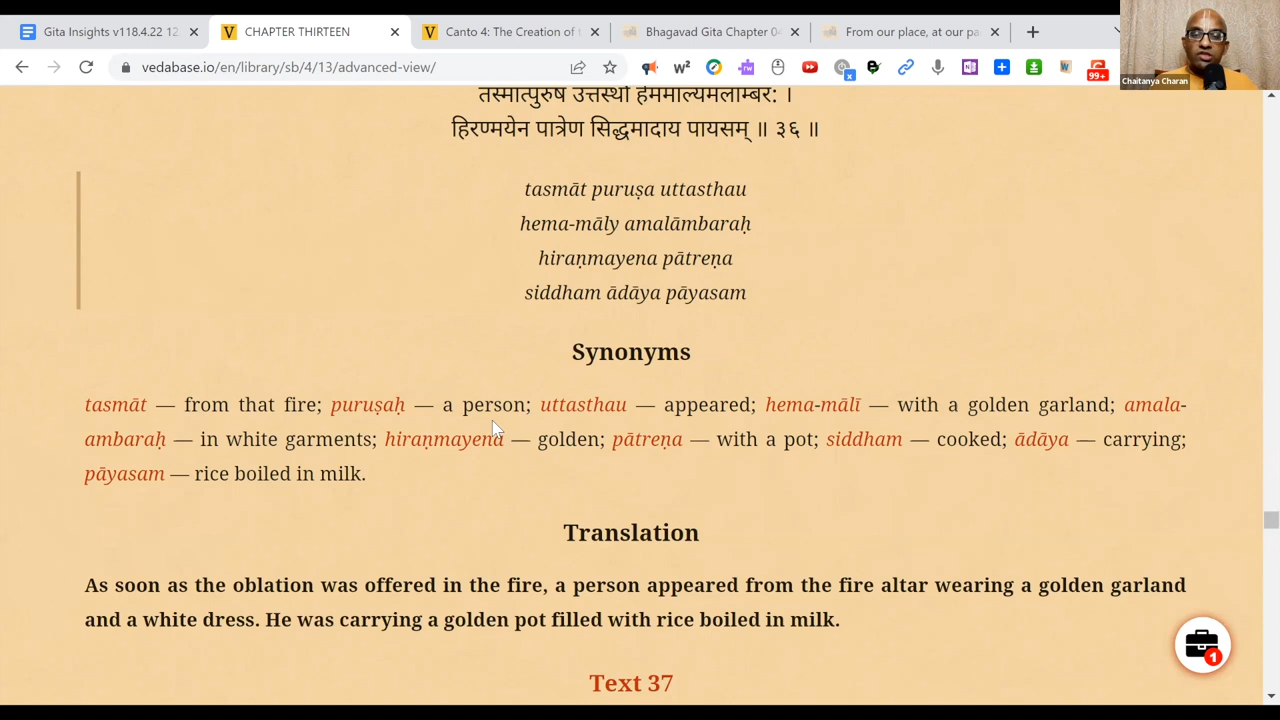 Gita Insights v118.4.22 12
CHAPTER THIRTEEN
Canto 4: The Creation of
Bhagavad Gita Chapter 0
From our place, at our pa
vedabase.io/en/library/sb/4/13/advanced-view/
99+
Chaitanya Charan
तस्मात्पुरुष उत्तस्थौ हेममाल्यमलाम्बर: ।
हिरण्मयेन पात्रेण सिद्धमादाय पायसम् ॥ ३६ ॥
tasmāt puruṣa uttasthau
hema-māly amalāmbaraḥ
hiraṇmayena pātreṇa
siddham ādāya pāyasam
Synonyms
tasmāt — from that fire; puruṣaḥ — a person; uttasthau — appeared; hema-mālī — with a golden garland; amala-
ambaraḥ — in white garments; hiraṇmayena — golden; pātreṇa — with a pot; siddham — cooked; ādāya — carrying;
pāyasam — rice boiled in milk.
Translation
As soon as the oblation was offered in the fire, a person appeared from the fire altar wearing a golden garland
and a white dress. He was carrying a golden pot filled with rice boiled in milk.
1
Text 37